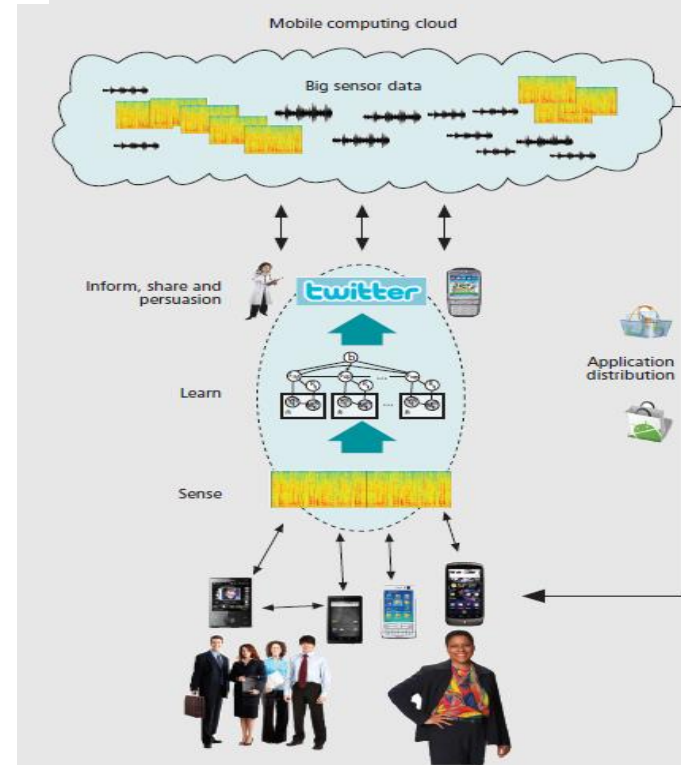 Mobile computing cloud
Big sensor data
Inform, share and
persuasion
twitter
Learn
Application
distribution
Sense